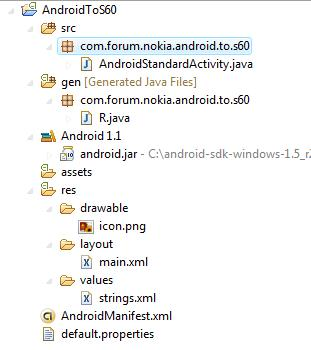 AndroidToS60
src
com.forum.nokia.android.to.s60
AndroidStandardActivity.java
gen [Generated Java Files]
com.forum.nokia.android.to.s60
R.java
Android 1.1
android.jar - C:\android-sdk-windows-1.5_r
assets
res
drawable
icon.png
layout
main.xml
values
strings.xml
AndroidManifest.xml
default.properties